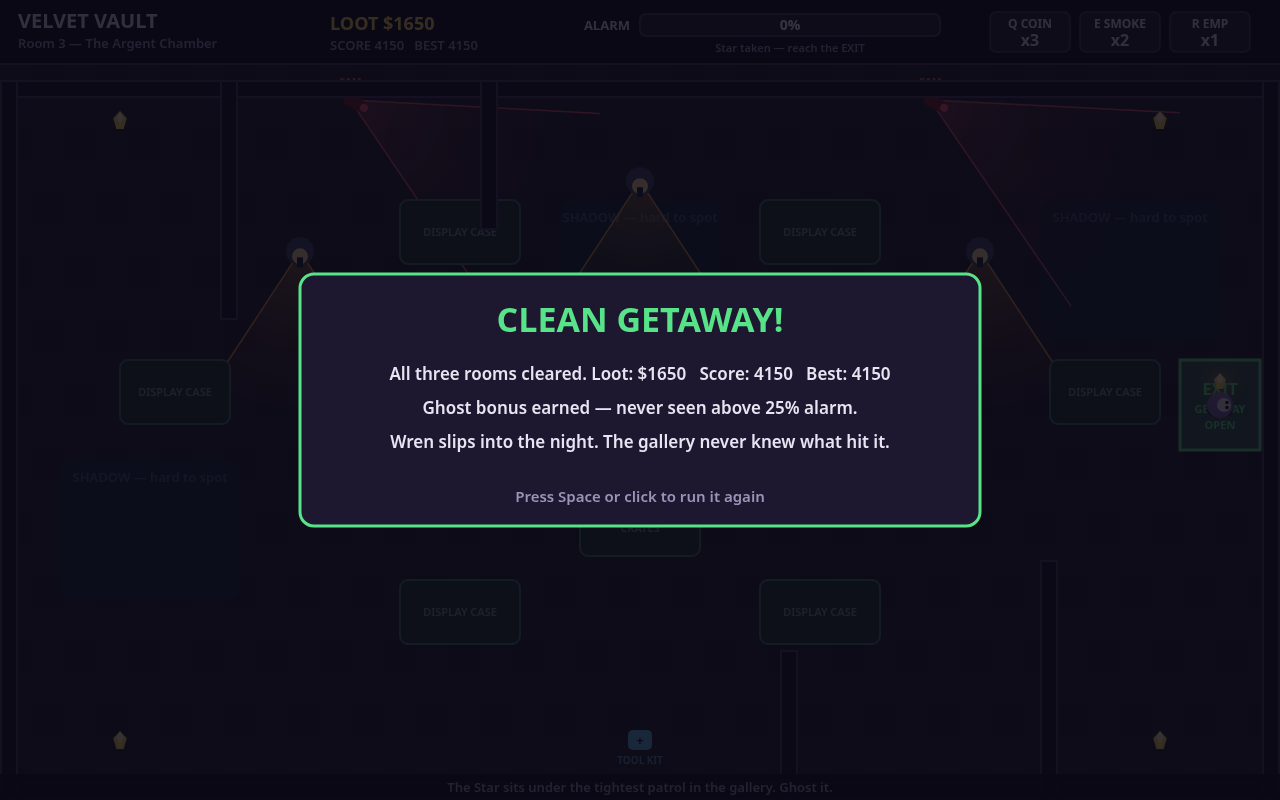 VELVET VAULT
Room 3 — The Argent Chamber
LOOT $1650
SCORE 4150 BEST 4150
ALARM
0%
Star taken — reach the EXIT
Q COIN
x3
E SMOKE
x2
R EMP
x1
SHADOW — hard to spot
SHADOW — hard to spot
DISPLAY CASE
DISPLAY CASE
CLEAN GETAWAY!
All three rooms cleared. Loot: $1650 Score: 4150 Best: 4150
Ghost bonus earned — never seen above 25% alarm.
Wren slips into the night. The gallery never knew what hit it.
Press Space or click to run it again
DISPLAY CASE
DISPLAY CASE
EXIT
GETAWAY
OPEN
SHADOW — hard to spot
CRATES
DISPLAY CASE
DISPLAY CASE
+
TOOL KIT
The Star sits under the tightest patrol in the gallery. Ghost it.